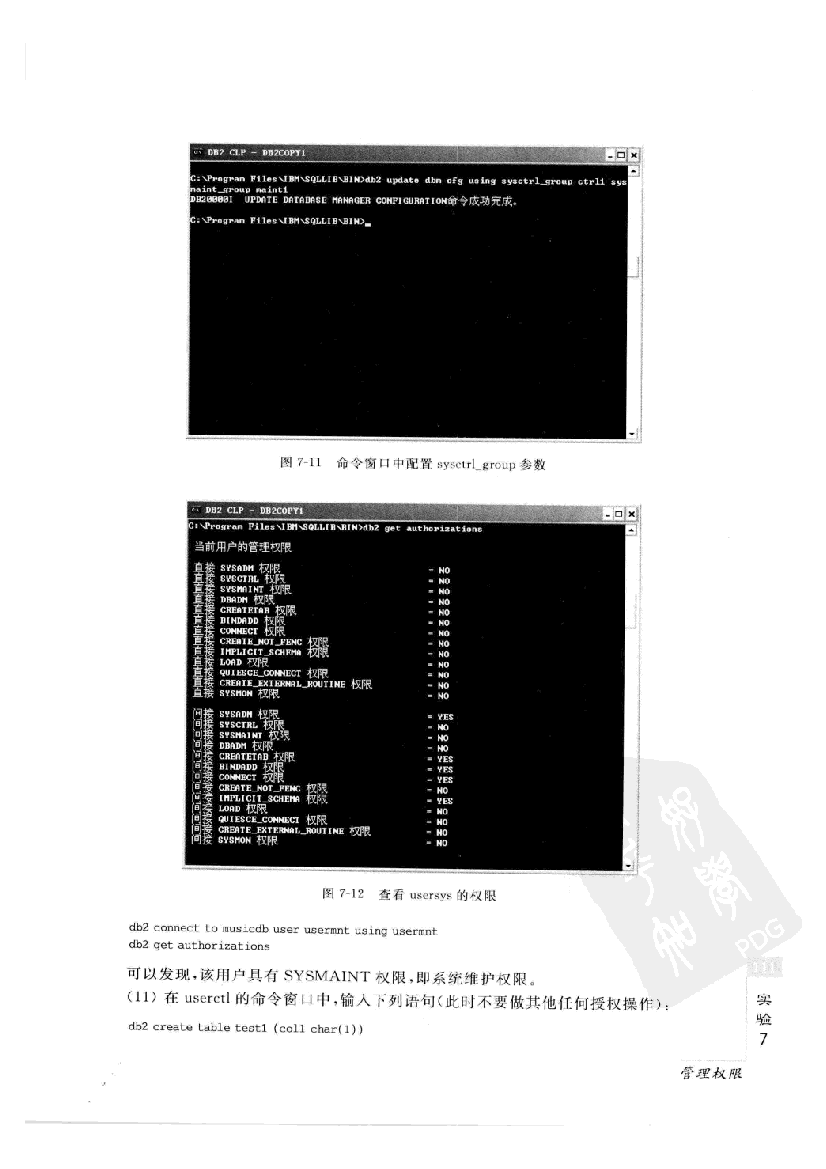 DB2 CLP - DB2COPY1
C:\Program Files\IBM\SQLLIB\BIN>db2 update dbm cfg using sysctrl_group ctrl1 sys
maint_group maint1
DB20000I UPDATE DATABASE MANAGER CONFIGURATION命令成功完成。
C:\Program Files\IBM\SQLLIB\BIN>_
图 7-11 命令窗口中配置 sysctrl_group 参数
DB2 CLP - DB2COPY1
C:\Program Files\IBM\SQLLIB\BIN>db2 get authorizations
当前用户的管理权限
直接 SYSADM 权限 = NO
直接 SYSCTRL 权限 = NO
直接 SYSMAINT 权限 = NO
直接 DBADM 权限 = NO
直接 CREATETAB 权限 = NO
直接 BINDADD 权限 = NO
直接 CONNECT 权限 = NO
直接 CREATE_NOT_FENC 权限 = NO
直接 IMPLICIT_SCHEMA 权限 = NO
直接 LOAD 权限 = NO
直接 QUIESCE_CONNECT 权限 = NO
直接 CREATE_EXTERNAL_ROUTINE 权限 = NO
直接 SYSMON 权限 = NO
间接 SYSADM 权限 = YES
间接 SYSCTRL 权限 = NO
间接 SYSMAINT 权限 = NO
间接 DBADM 权限 = NO
间接 CREATETAB 权限 = YES
间接 BINDADD 权限 = YES
间接 CONNECT 权限 = YES
间接 CREATE_NOT_FENC 权限 = NO
间接 IMPLICIT_SCHEMA 权限 = YES
间接 LOAD 权限 = NO
间接 QUIESCE_CONNECT 权限 = NO
间接 CREATE_EXTERNAL_ROUTINE 权限 = NO
间接 SYSMON 权限 = NO
图 7-12 查看 usersys 的权限
db2 connect to musicdb user usermnt using usermnt
db2 get authorizations
可以发现，该用户具有 SYSMAINT 权限，即系统维护权限。
(11) 在 userctl 的命令窗口中，输入下列语句(此时不要做其他任何授权操作)：
db2 create table test1 (col1 char(1))
PDG
实
验
7
管理权限